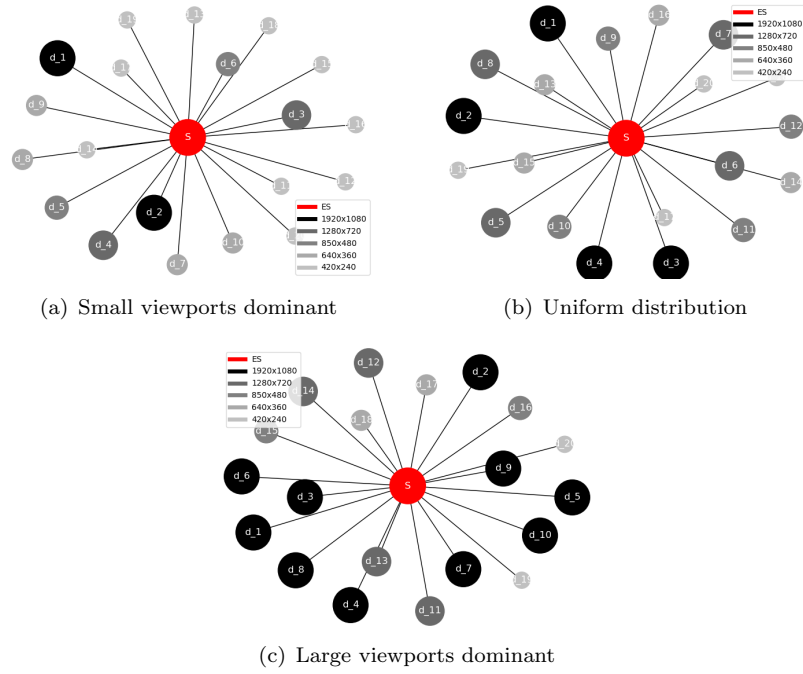 d_1
d_6
d_3
d_9
S
d_8
d_5
d_2
d_4
d_10
d_7
ES
1920x1080
1280x720
850x480
640x360
420x240
(a) Small viewports dominant
d_1
d_16
d_9
d_7
d_8
d_13
d_20
d_2
d_12
S
d_15
d_6
d_14
d_5
d_10
d_11
d_4
d_3
ES
1920x1080
1280x720
850x480
640x360
420x240
(b) Uniform distribution
d_12
d_2
d_17
d_14
d_16
d_18
d_15
d_9
d_6
S
d_3
d_5
d_1
d_10
d_13
d_8
d_7
d_4
d_11
ES
1920x1080
1280x720
850x480
640x360
420x240
(c) Large viewports dominant